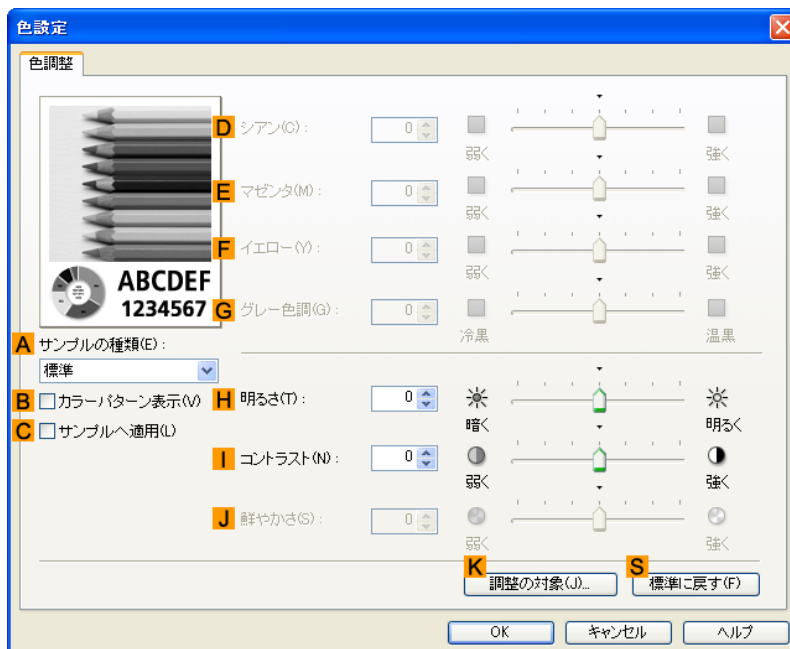 色設定
色調整
ABCDEF
1234567
A サンプルの種類(E)：
標準
B カラーパターン表示(V)
C サンプルへ適用(L)
D シアン(C)： 0 弱く 強く
E マゼンタ(M)： 0 弱く 強く
F イエロー(Y)： 0 弱く 強く
G グレー色調(G)： 0 冷黒 温黒
H 明るさ(T)： 0 暗く 明るく
I コントラスト(N)： 0 弱く 強く
J 鮮やかさ(S)： 0 弱く 強く
K 調整の対象(J)...
S 標準に戻す(F)
OK キャンセル ヘルプ